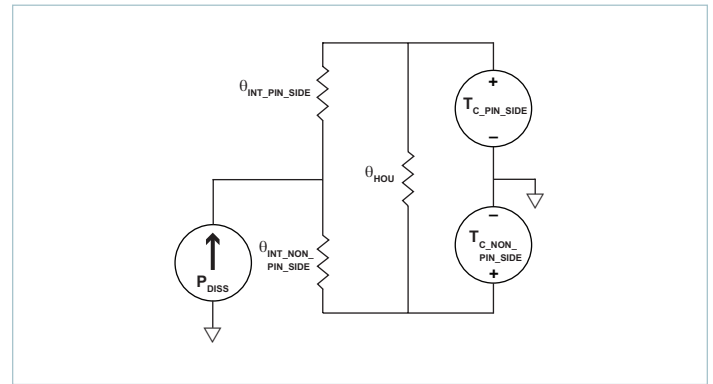 θINT_PIN_SIDE
+
TC_PIN_SIDE
–
θHOU
–
TC_NON_
PIN_SIDE
+
θINT_NON_
PIN_SIDE
PDISS